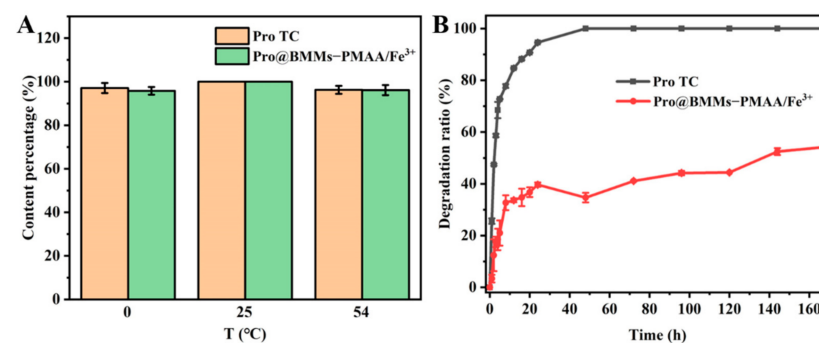 A
Content percentage (%)
120
100
80
60
40
20
0
Pro TC
Pro@BMMs−PMAA/Fe³⁺
0 25 54
T (°C)
B
Degradation ratio (%)
100
80
60
40
20
0
Pro TC
Pro@BMMs−PMAA/Fe³⁺
0 20 40 60 80 100 120 140 160
Time (h)